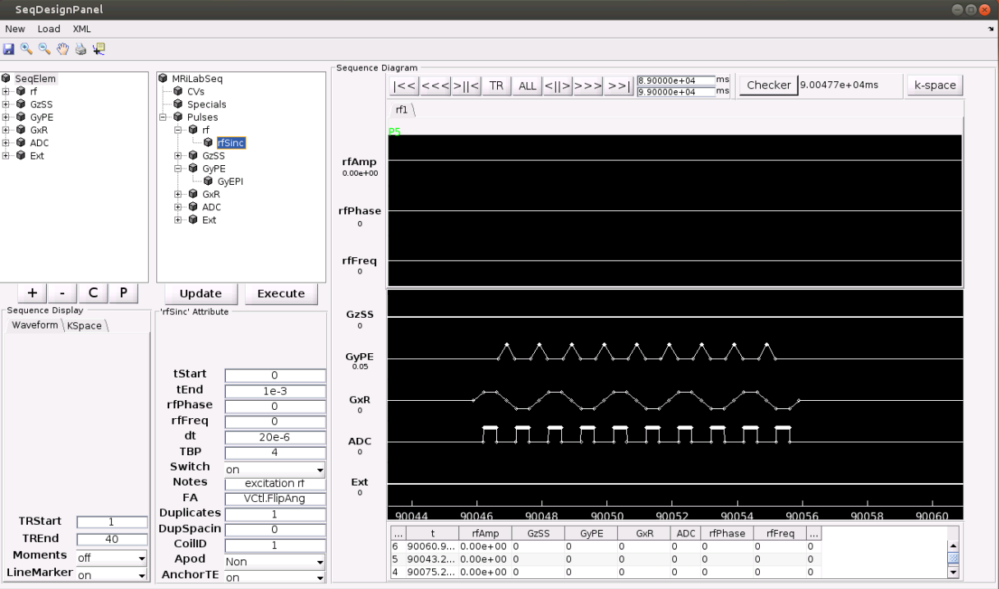 SeqDesignPanel
New Load XML
SeqElem
rf
GzSS
GyPE
GxR
ADC
Ext
+ - C P
MRiLabSeq
CVs
Specials
Pulses
rf
rfSinc
GzSS
GyPE
GyEPI
GxR
ADC
Ext
Update Execute
Sequence Display
Waveform KSpace
TRStart 1
TREnd 40
Moments off
LineMarker on
'rfSinc' Attribute
tStart 0
tEnd 1e-3
rfPhase 0
rfFreq 0
dt 20e-6
TBP 4
Switch on
Notes excitation rf
FA VCtl.FlipAng
Duplicates 1
DupSpacin 0
CoilID 1
Apod Non
AnchorTE on
Sequence Diagram
|<< <<< >||< TR ALL <||> >>> >>| 8.90000e+04 ms
9.90000e+04 ms
Checker 9.00477e+04ms k-space
rf1
P5
rfAmp
0.00e+00
rfPhase
0
rfFreq
0
GzSS
0
GyPE
0.05
GxR
0
ADC
0
Ext
0
90044 90046 90048 90050 90052 90054 90056 90058 90060
... t rfAmp GzSS GyPE GxR ADC rfPhase rfFreq ...
6 90060.9... 0.00e+00 0 0 0 0 0 0 0
5 90043.2... 0.00e+00 0 0 0 0 0 0 0
4 90075.2... 0.00e+00 0 0 0 0 0 0 0